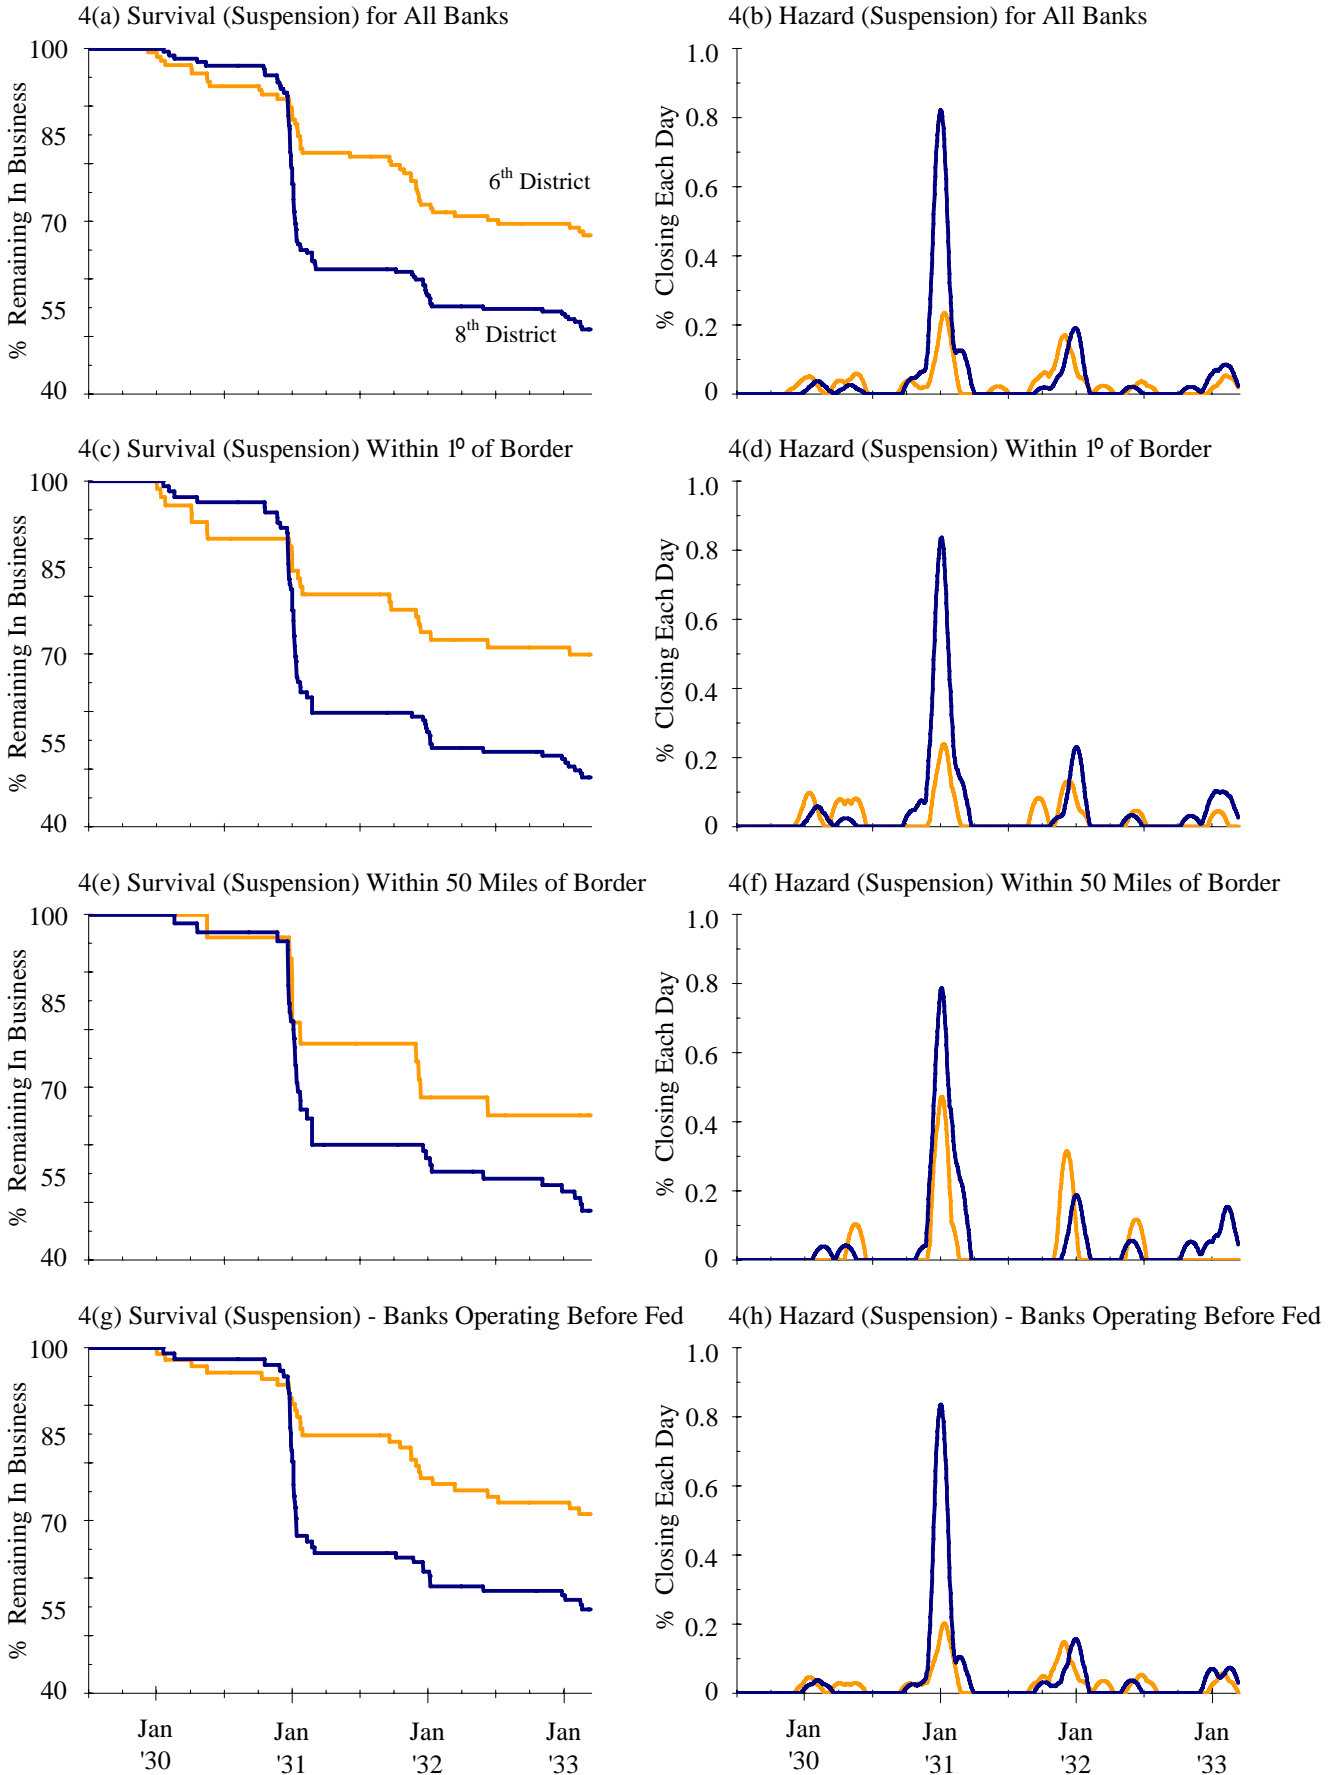 4(a) Survival (Suspension) for All Banks
4(b) Hazard (Suspension) for All Banks
% Remaining In Business
100
85
70
55
40
6th District
8th District
% Closing Each Day
1.0
0.8
0.6
0.4
0.2
0
4(c) Survival (Suspension) Within 1º of Border
4(d) Hazard (Suspension) Within 1º of Border
% Remaining In Business
100
85
70
55
40
% Closing Each Day
1.0
0.8
0.6
0.4
0.2
0
4(e) Survival (Suspension) Within 50 Miles of Border
4(f) Hazard (Suspension) Within 50 Miles of Border
% Remaining In Business
100
85
70
55
40
% Closing Each Day
1.0
0.8
0.6
0.4
0.2
0
4(g) Survival (Suspension) - Banks Operating Before Fed
4(h) Hazard (Suspension) - Banks Operating Before Fed
% Remaining In Business
100
85
70
55
40
% Closing Each Day
1.0
0.8
0.6
0.4
0.2
0
Jan Jan Jan Jan
'30 '31 '32 '33
Jan Jan Jan Jan
'30 '31 '32 '33